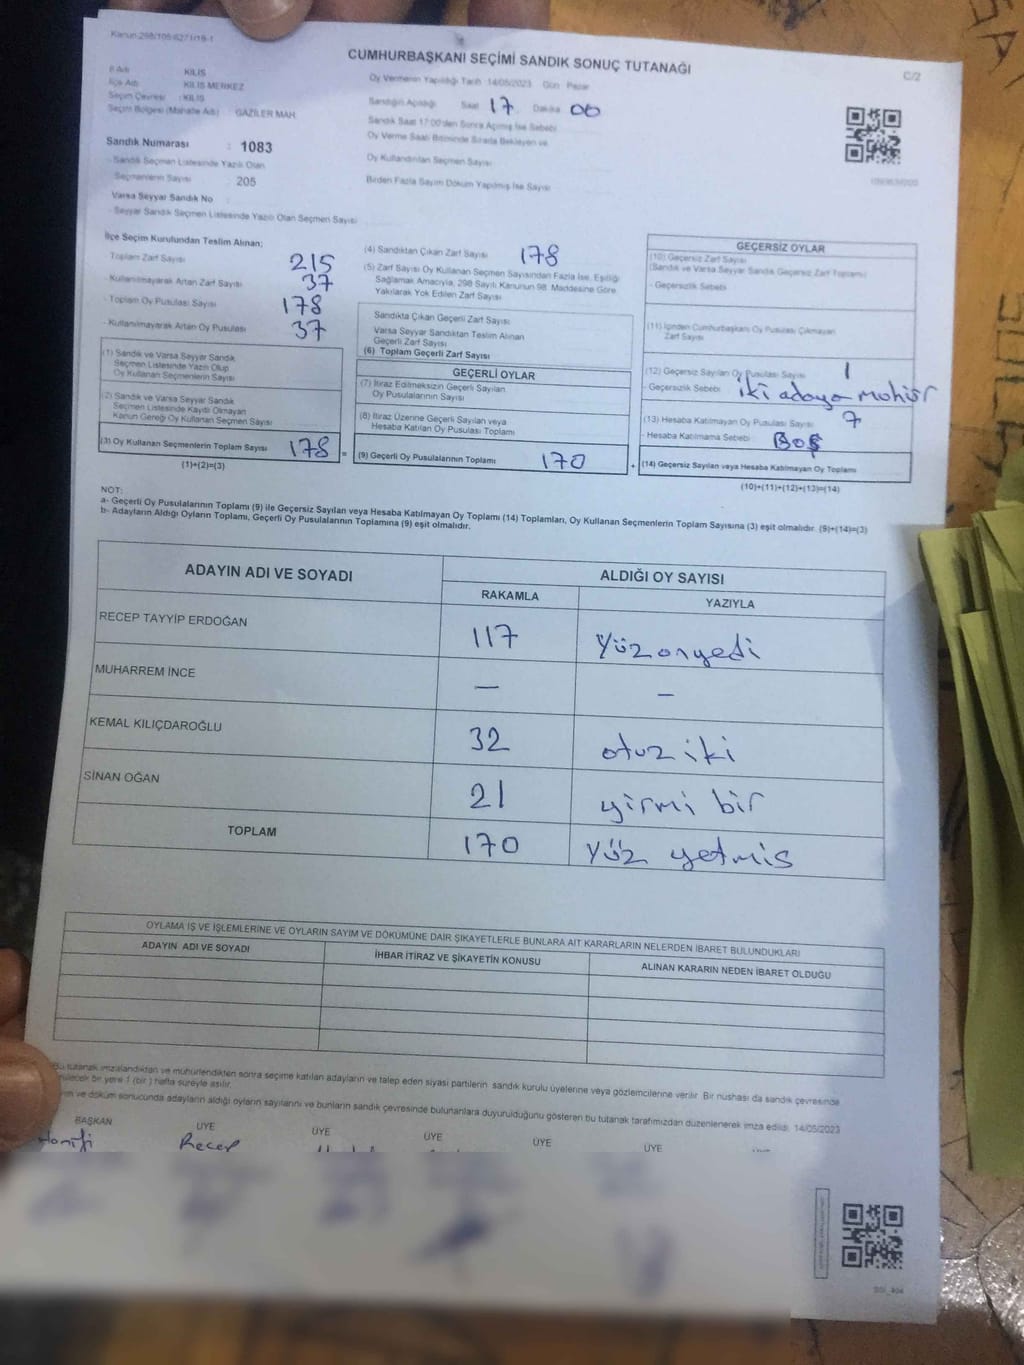 Kanun:298/105;6271/19-1
CUMHURBAŞKANI SEÇİMİ SANDIK SONUÇ TUTANAĞI
C/2
İl Adı : KİLİS
İlçe Adı : KİLİS MERKEZ
Seçim Çevresi : KİLİS
Seçim Bölgesi (Mahalle Adı) : GAZİLER MAH.
Oy Vermenin Yapıldığı Tarih 14/05/2023 Gün Pazar
Sandığın Açıldığı Saat 17 Dakika 00
Sandık Saat 17:00'den Sonra Açılmış İse Sebebi
Oy Verme Saati Bitiminde Sırada Bekleyen ve
Oy Kullandırılan Seçmen Sayısı
Birden Fazla Sayım Döküm Yapılmış İse Sayısı
Sandık Numarası : 1083
- Sandık Seçmen Listesinde Yazılı Olan
Seçmenlerin Sayısı : 205
Varsa Seyyar Sandık No :
- Seyyar Sandık Seçmen Listesinde Yazılı Olan Seçmen Sayısı
İlçe Seçim Kurulundan Teslim Alınan;
Toplam Zarf Sayısı 215
- Kullanılmayarak Artan Zarf Sayısı 37
- Toplam Oy Pusulası Sayısı 178
- Kullanılmayarak Artan Oy Pusulası 37
(1) Sandık ve Varsa Seyyar Sandık
Seçmen Listesinde Yazılı Olup
Oy Kullanan Seçmenlerin Sayısı
(2) Sandık ve Varsa Seyyar Sandık
Seçmen Listesinde Kayıtlı Olmayan
Kanun Gereği Oy Kullanan Seçmen Sayısı
(3) Oy Kullanan Seçmenlerin Toplam Sayısı 178 =
(1)+(2)=(3)
(4) Sandıktan Çıkan Zarf Sayısı 178
(5) Zarf Sayısı Oy Kullanan Seçmen Sayısından Fazla İse, Eşitliği
Sağlamak Amacıyla, 298 Sayılı Kanunun 98. Maddesine Göre
Yakılarak Yok Edilen Zarf Sayısı
Sandıkta Çıkan Geçerli Zarf Sayısı
Varsa Seyyar Sandıktan Teslim Alınan
Geçerli Zarf Sayısı
(6) Toplam Geçerli Zarf Sayısı
GEÇERLİ OYLAR
(7) İtiraz Edilmeksizin Geçerli Sayılan
Oy Pusulalarının Sayısı
(8) İtiraz Üzerine Geçerli Sayılan veya
Hesaba Katılan Oy Pusulası Toplamı
(9) Geçerli Oy Pusulalarının Toplamı 170 +
GEÇERSİZ OYLAR
(10) Geçersiz Zarf Sayısı
(Sandık ve Varsa Seyyar Sandık Geçersiz Zarf Toplamı)
- Geçersizlik Sebebi
(11) İçinden Cumhurbaşkanı Oy Pusulası Çıkmayan
Zarf Sayısı
(12) Geçersiz Sayılan Oy Pusulası Sayısı 1
- Geçersizlik Sebebi iki adaya mühür
(13) Hesaba Katılmayan Oy Pusulası Sayısı 7
- Hesaba Katılmama Sebebi BOŞ
(14) Geçersiz Sayılan veya Hesaba Katılmayan Oy Toplamı
(10)+(11)+(12)+(13)=(14)
NOT:
a- Geçerli Oy Pusulalarının Toplamı (9) ile Geçersiz Sayılan veya Hesaba Katılmayan Oy Toplamı (14) Toplamları, Oy Kullanan Seçmenlerin Toplam Sayısına (3) eşit olmalıdır. (9)+(14)=(3)
b- Adayların Aldığı Oyların Toplamı, Geçerli Oy Pusulalarının Toplamına (9) eşit olmalıdır.
ADAYIN ADI VE SOYADI ALDIĞI OY SAYISI
RAKAMLA YAZIYLA
RECEP TAYYİP ERDOĞAN 117 Yüz onyedi
MUHARREM İNCE — —
KEMAL KILIÇDAROĞLU 32 otuz iki
SİNAN OĞAN 21 yirmi bir
TOPLAM 170 Yüz yetmis
OYLAMA İŞ VE İŞLEMLERİNE VE OYLARIN SAYIM VE DÖKÜMÜNE DAİR ŞİKAYETLERLE BUNLARA AİT KARARLARIN NELERDEN İBARET BULUNDUKLARI
ADAYIN ADI VE SOYADI İHBAR İTİRAZ VE ŞİKAYETİN KONUSU ALINAN KARARIN NEDEN İBARET OLDUĞU
Bu tutanak imzalandıktan ve mühürlendikten sonra seçime katılan adayların ve talep eden siyasi partilerin sandık kurulu üyelerine veya gözlemcilerine verilir. Bir nüshası da sandık çevresinde
bir yere 1 (bir) hafta süreyle asılır.
ve döküm sonucunda adayların aldığı oyların sayılarını ve bunların sandık çevresinde bulunanlara duyurulduğunu gösteren bu tutanak tarafımızdan düzenlenerek imza edildi. 14/05/2023
BAŞKAN ÜYE ÜYE ÜYE ÜYE ÜYE
Hanifi Recep